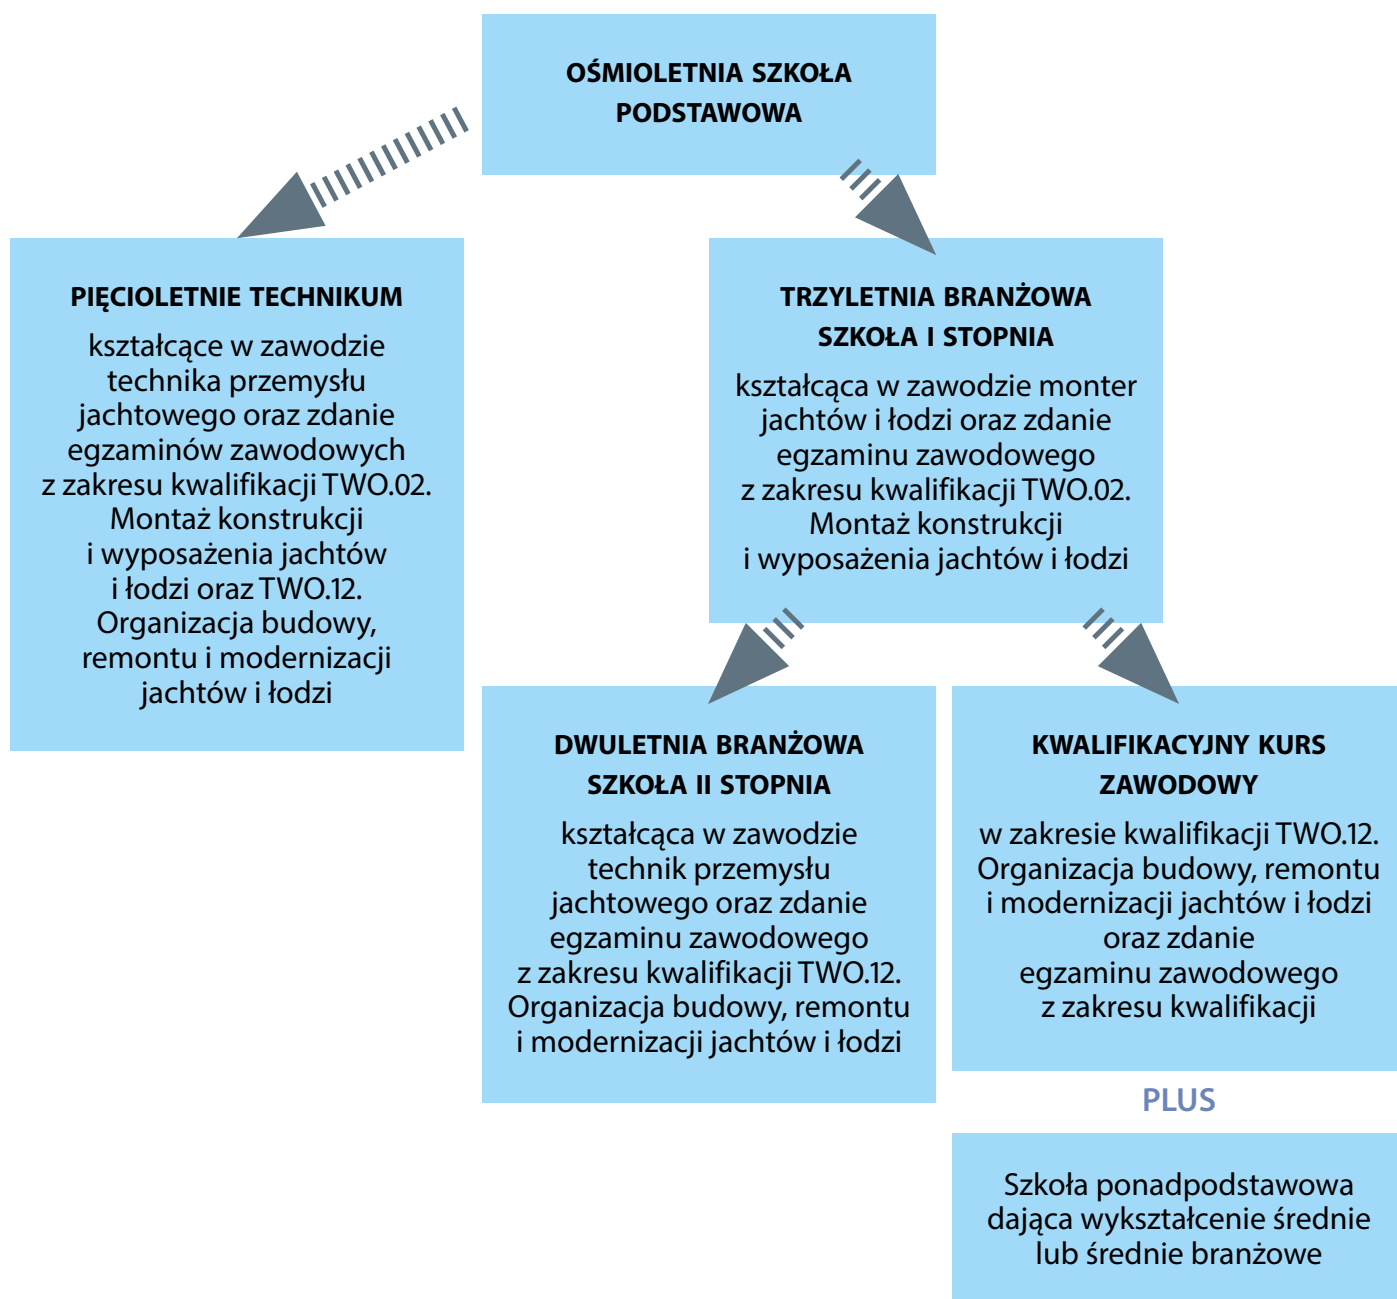 OŚMIOLETNIA SZKOŁA
PODSTAWOWA
PIĘCIOLETNIE TECHNIKUM
kształcące w zawodzie
technika przemysłu
jachtowego oraz zdanie
egzaminów zawodowych
z zakresu kwalifikacji TWO.02.
Montaż konstrukcji
i wyposażenia jachtów
i łodzi oraz TWO.12.
Organizacja budowy,
remontu i modernizacji
jachtów i łodzi
TRZYLETNIA BRANŻOWA
SZKOŁA I STOPNIA
kształcąca w zawodzie monter
jachtów i łodzi oraz zdanie
egzaminu zawodowego
z zakresu kwalifikacji TWO.02.
Montaż konstrukcji
i wyposażenia jachtów i łodzi
DWULETNIA BRANŻOWA
SZKOŁA II STOPNIA
kształcąca w zawodzie
technik przemysłu
jachtowego oraz zdanie
egzaminu zawodowego
z zakresu kwalifikacji TWO.12.
Organizacja budowy, remontu
i modernizacji jachtów i łodzi
KWALIFIKACYJNY KURS
ZAWODOWY
w zakresie kwalifikacji TWO.12.
Organizacja budowy, remontu
i modernizacji jachtów i łodzi
oraz zdanie
egzaminu zawodowego
z zakresu kwalifikacji
PLUS
Szkoła ponadpodstawowa
dająca wykształcenie średnie
lub średnie branżowe